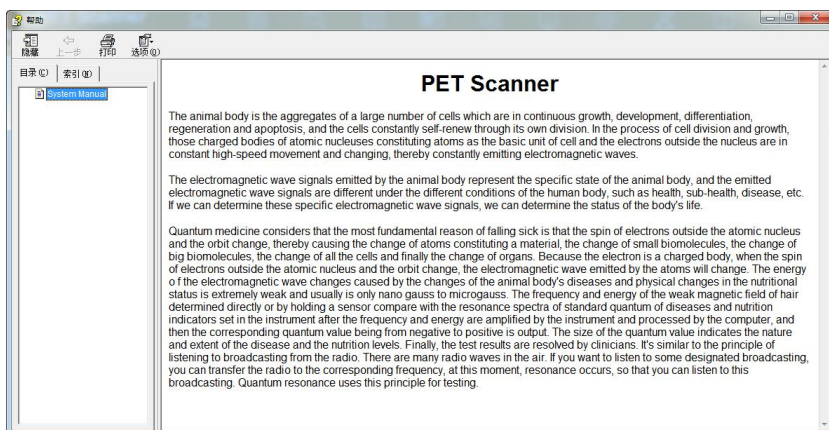 帮助
隐藏 上一步 打印 选项(O)
目录(C) 索引(N)
System Manual
PET Scanner
The animal body is the aggregates of a large number of cells which are in continuous growth, development, differentiation,
regeneration and apoptosis, and the cells constantly self-renew through its own division. In the process of cell division and growth,
those charged bodies of atomic nucleuses constituting atoms as the basic unit of cell and the electrons outside the nucleus are in
constant high-speed movement and changing, thereby constantly emitting electromagnetic waves.
The electromagnetic wave signals emitted by the animal body represent the specific state of the animal body, and the emitted
electromagnetic wave signals are different under the different conditions of the human body, such as health, sub-health, disease, etc.
If we can determine these specific electromagnetic wave signals, we can determine the status of the body's life.
Quantum medicine considers that the most fundamental reason of falling sick is that the spin of electrons outside the atomic nucleus
and the orbit change, thereby causing the change of atoms constituting a material, the change of small biomolecules, the change of
big biomolecules, the change of all the cells and finally the change of organs. Because the electron is a charged body, when the spin
of electrons outside the atomic nucleus and the orbit change, the electromagnetic wave emitted by the atoms will change. The energy
o f the electromagnetic wave changes caused by the changes of the animal body's diseases and physical changes in the nutritional
status is extremely weak and usually is only nano gauss to microgauss. The frequency and energy of the weak magnetic field of hair
determined directly or by holding a sensor compare with the resonance spectra of standard quantum of diseases and nutrition
indicators set in the instrument after the frequency and energy are amplified by the instrument and processed by the computer, and
then the corresponding quantum value being from negative to positive is output. The size of the quantum value indicates the nature
and extent of the disease and the nutrition levels. Finally, the test results are resolved by clinicians. It's similar to the principle of
listening to broadcasting from the radio. There are many radio waves in the air. If you want to listen to some designated broadcasting,
you can transfer the radio to the corresponding frequency, at this moment, resonance occurs, so that you can listen to this
broadcasting. Quantum resonance uses this principle for testing.